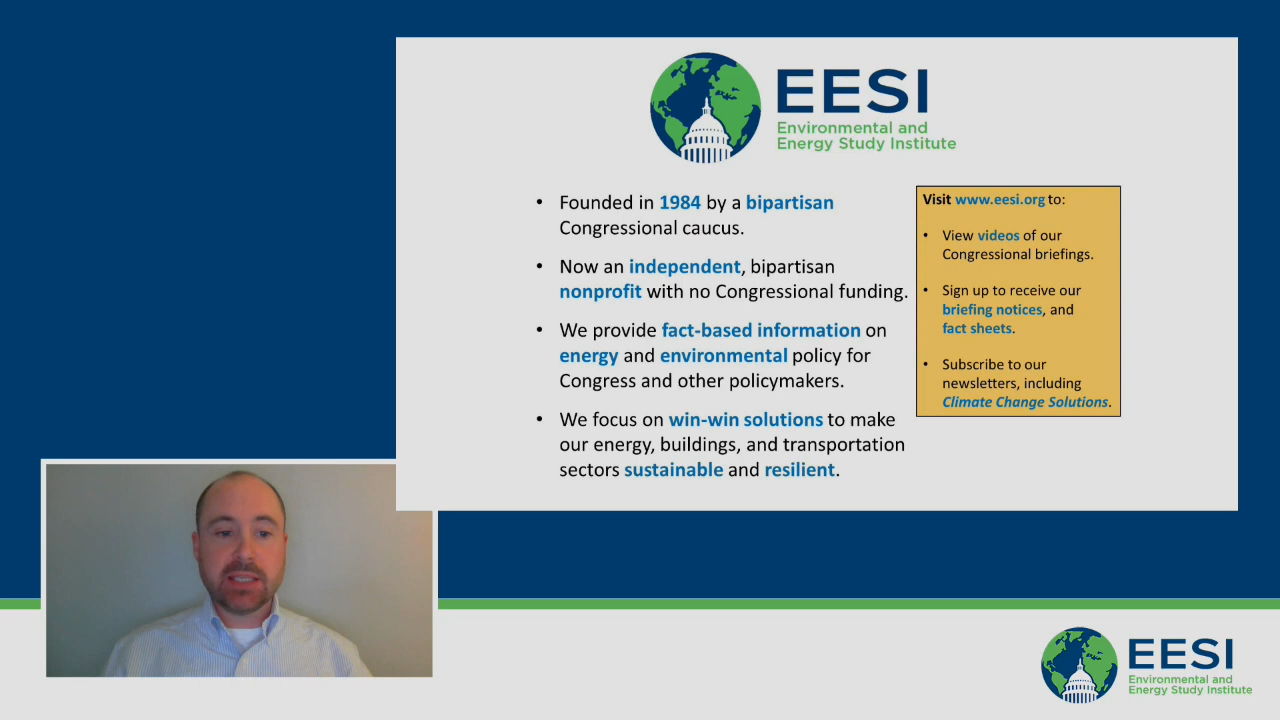 EESI
Environmental and
Energy Study Institute
• Founded in 1984 by a bipartisan
Congressional caucus.
• Now an independent, bipartisan
nonprofit with no Congressional funding.
• We provide fact-based information on
energy and environmental policy for
Congress and other policymakers.
• We focus on win-win solutions to make
our energy, buildings, and transportation
sectors sustainable and resilient.
Visit www.eesi.org to:
• View videos of our
Congressional briefings.
• Sign up to receive our
briefing notices, and
fact sheets.
• Subscribe to our
newsletters, including
Climate Change Solutions.
EESI
Environmental and
Energy Study Institute